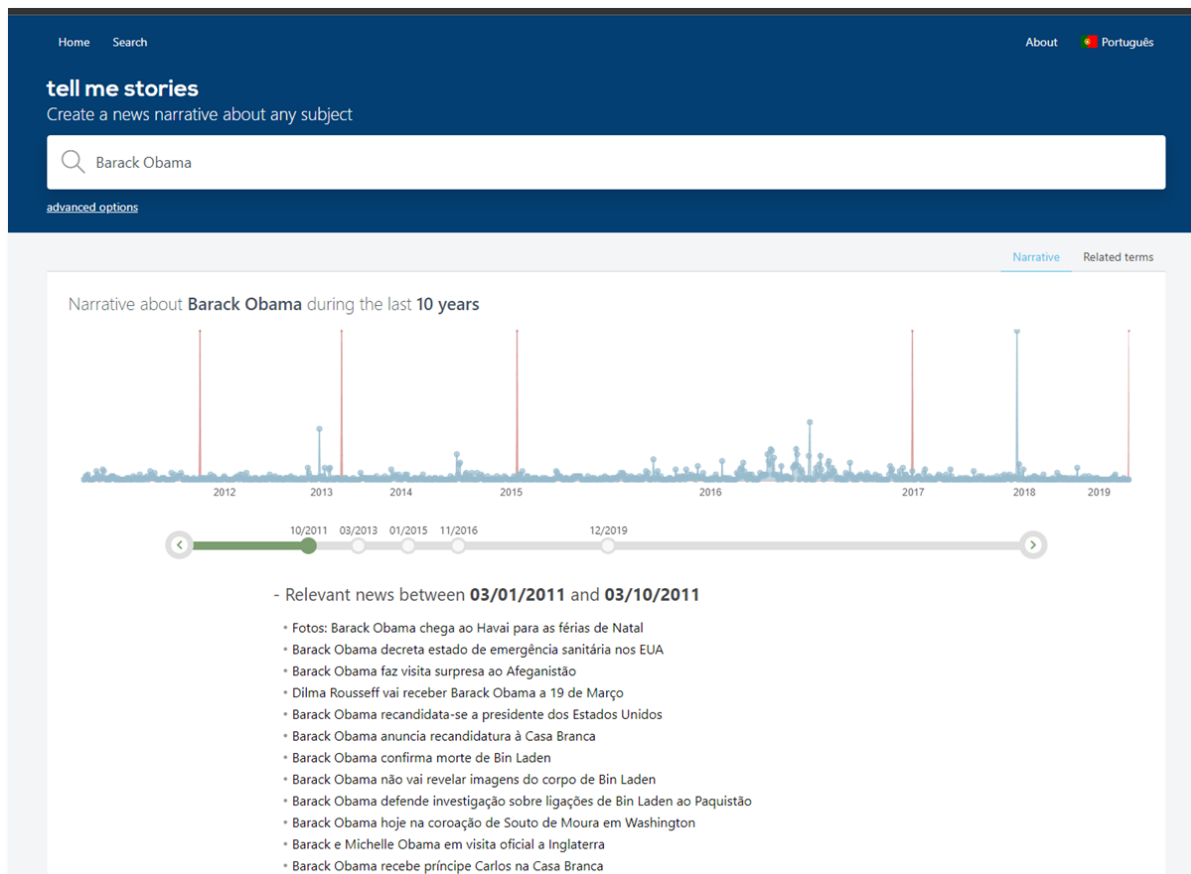 Home Search About Português
tell me stories
Create a news narrative about any subject
Barack Obama
advanced options
Narrative Related terms
Narrative about Barack Obama during the last 10 years
2012 2013 2014 2015 2016 2017 2018 2019
10/2011 03/2013 01/2015 11/2016 12/2019
- Relevant news between 03/01/2011 and 03/10/2011
• Fotos: Barack Obama chega ao Havai para as férias de Natal
• Barack Obama decreta estado de emergência sanitária nos EUA
• Barack Obama faz visita surpresa ao Afeganistão
• Dilma Rousseff vai receber Barack Obama a 19 de Março
• Barack Obama recandidata-se a presidente dos Estados Unidos
• Barack Obama anuncia recandidatura à Casa Branca
• Barack Obama confirma morte de Bin Laden
• Barack Obama não vai revelar imagens do corpo de Bin Laden
• Barack Obama defende investigação sobre ligações de Bin Laden ao Paquistão
• Barack Obama hoje na coroação de Souto de Moura em Washington
• Barack e Michelle Obama em visita oficial a Inglaterra
• Barack Obama recebe príncipe Carlos na Casa Branca